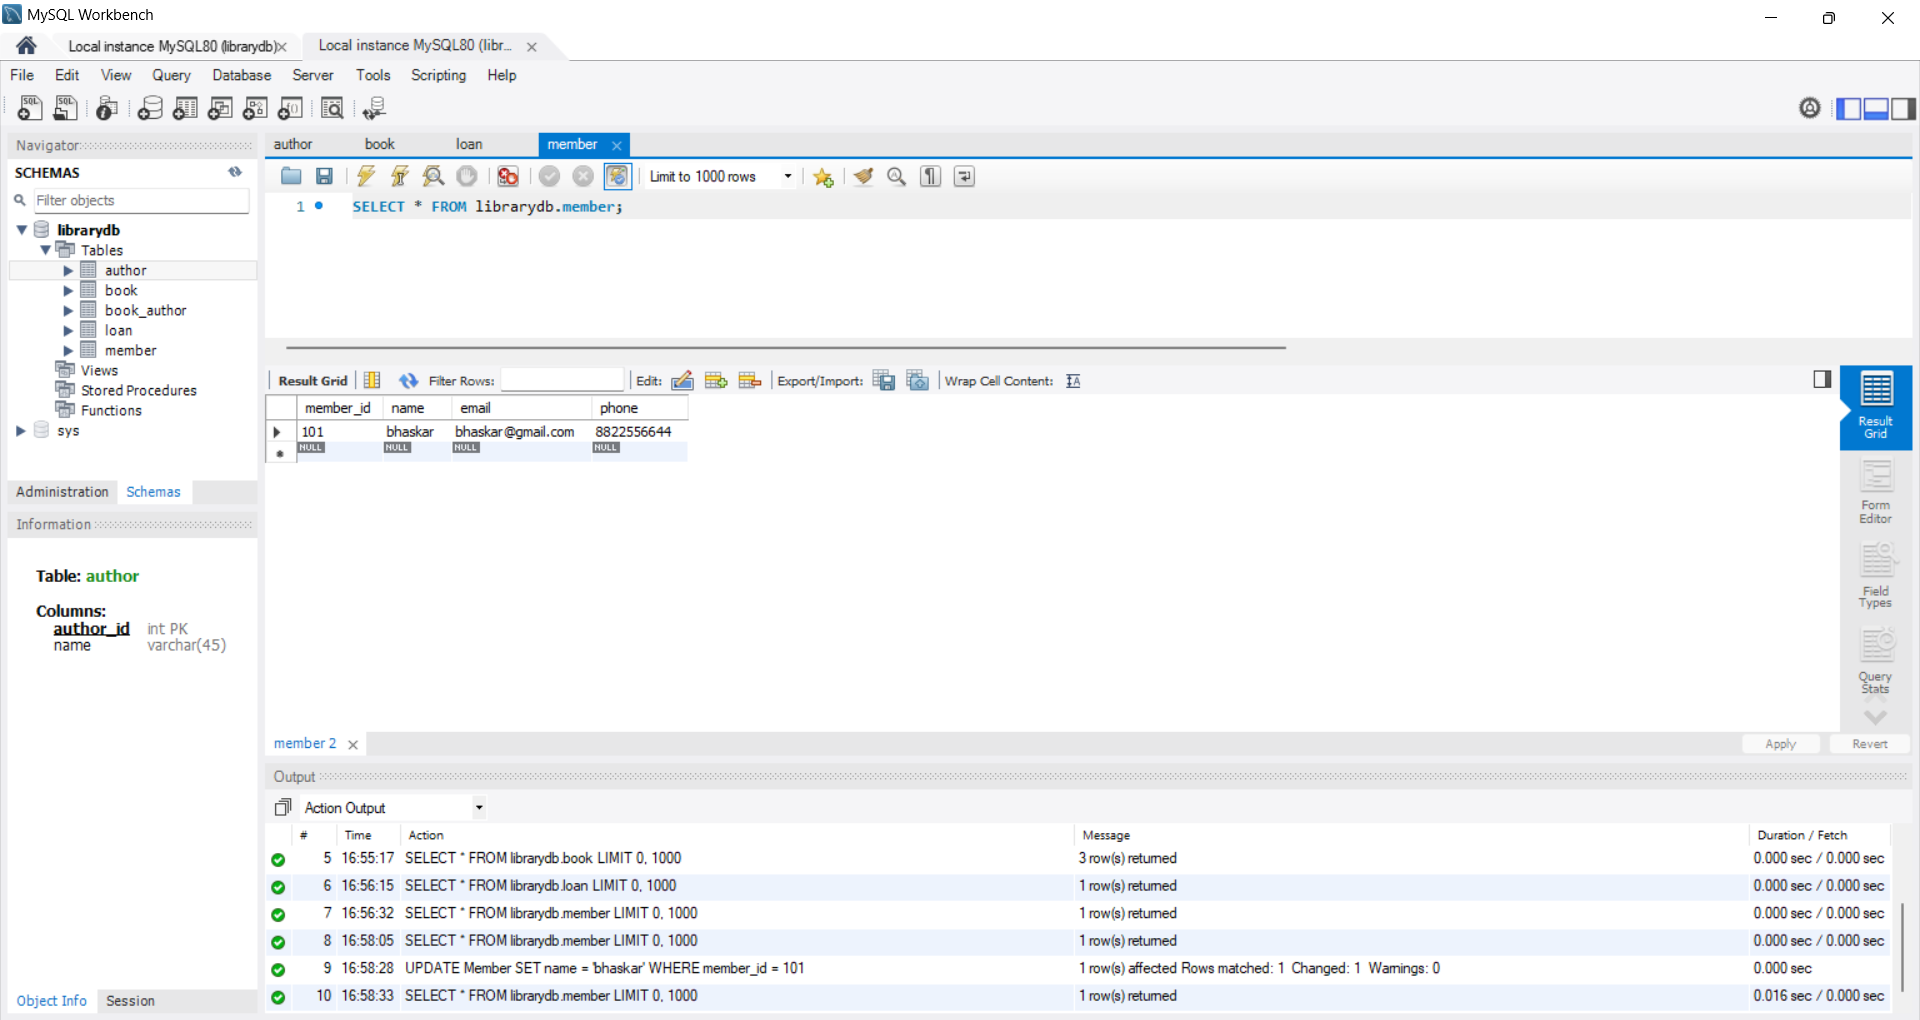 MySQL Workbench
Local instance MySQL80 (librarydb)
Local instance MySQL80 (libr...
File Edit View Query Database Server Tools Scripting Help
Navigator
author book loan member
SCHEMAS
Limit to 1000 rows
Filter objects
1 SELECT * FROM librarydb.member;
librarydb
Tables
author
book
book_author
loan
member
Views
Stored Procedures
Functions
sys
Result Grid Filter Rows: Edit: Export/Import: Wrap Cell Content:
member_id name email phone
101 bhaskar bhaskar@gmail.com 8822556644
NULL NULL NULL NULL
Result
Grid
Form
Editor
Field
Types
Query
Stats
Administration Schemas
Information
Table: author
Columns:
author_id int PK
name varchar(45)
member 2
Apply Revert
Output
Action Output
# Time Action Message Duration / Fetch
5 16:55:17 SELECT * FROM librarydb.book LIMIT 0, 1000 3 row(s) returned 0.000 sec / 0.000 sec
6 16:56:15 SELECT * FROM librarydb.loan LIMIT 0, 1000 1 row(s) returned 0.000 sec / 0.000 sec
7 16:56:32 SELECT * FROM librarydb.member LIMIT 0, 1000 1 row(s) returned 0.000 sec / 0.000 sec
8 16:58:05 SELECT * FROM librarydb.member LIMIT 0, 1000 1 row(s) returned 0.000 sec / 0.000 sec
9 16:58:28 UPDATE Member SET name = 'bhaskar' WHERE member_id = 101 1 row(s) affected Rows matched: 1 Changed: 1 Warnings: 0 0.000 sec
10 16:58:33 SELECT * FROM librarydb.member LIMIT 0, 1000 1 row(s) returned 0.016 sec / 0.000 sec
Object Info Session